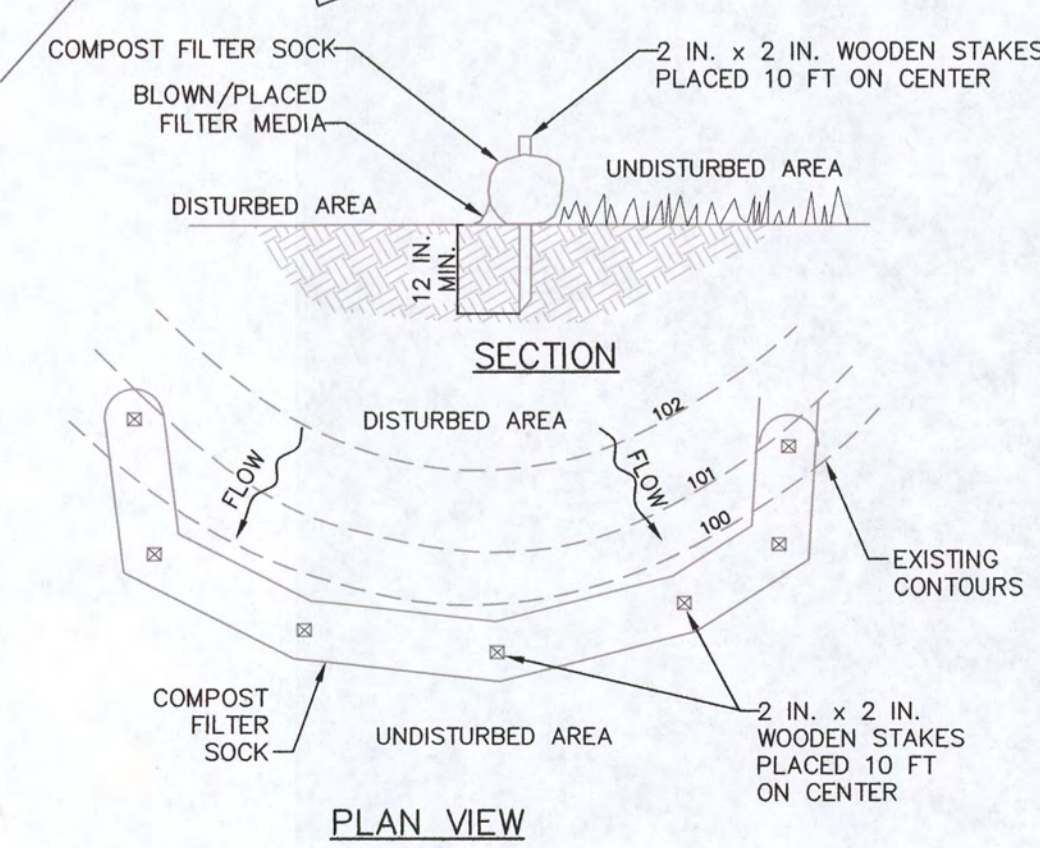 COMPOST FILTER SOCK
2 IN. x 2 IN. WOODEN STAKES
PLACED 10 FT ON CENTER
BLOWN/PLACED
FILTER MEDIA
UNDISTURBED AREA
DISTURBED AREA
12 IN.
MIN.
SECTION
DISTURBED AREA
102
FLOW
FLOW
101
100
EXISTING
CONTOURS
COMPOST
FILTER
SOCK
UNDISTURBED AREA
2 IN. x 2 IN.
WOODEN STAKES
PLACED 10 FT
ON CENTER
PLAN VIEW